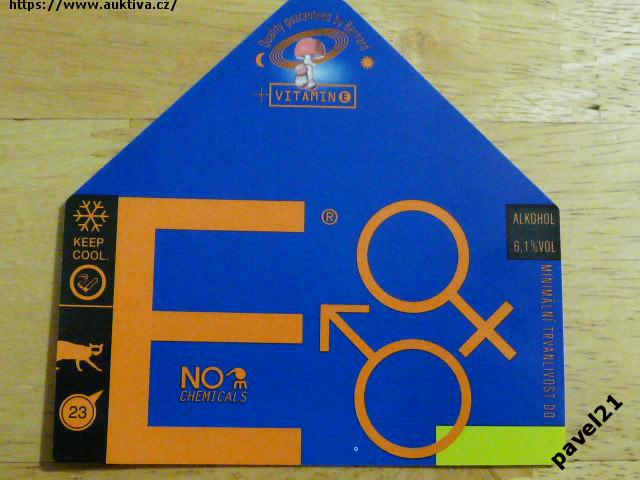 https://www.auktiva.cz/
Quality guaranteed by Bernard
+VITAMIN E
KEEP
COOL.
E
®
ALKOHOL
6,1%VOL
MINIMÁLNÍ TRVANLIVOST DO
NO
CHEMICALS
23
pavel21